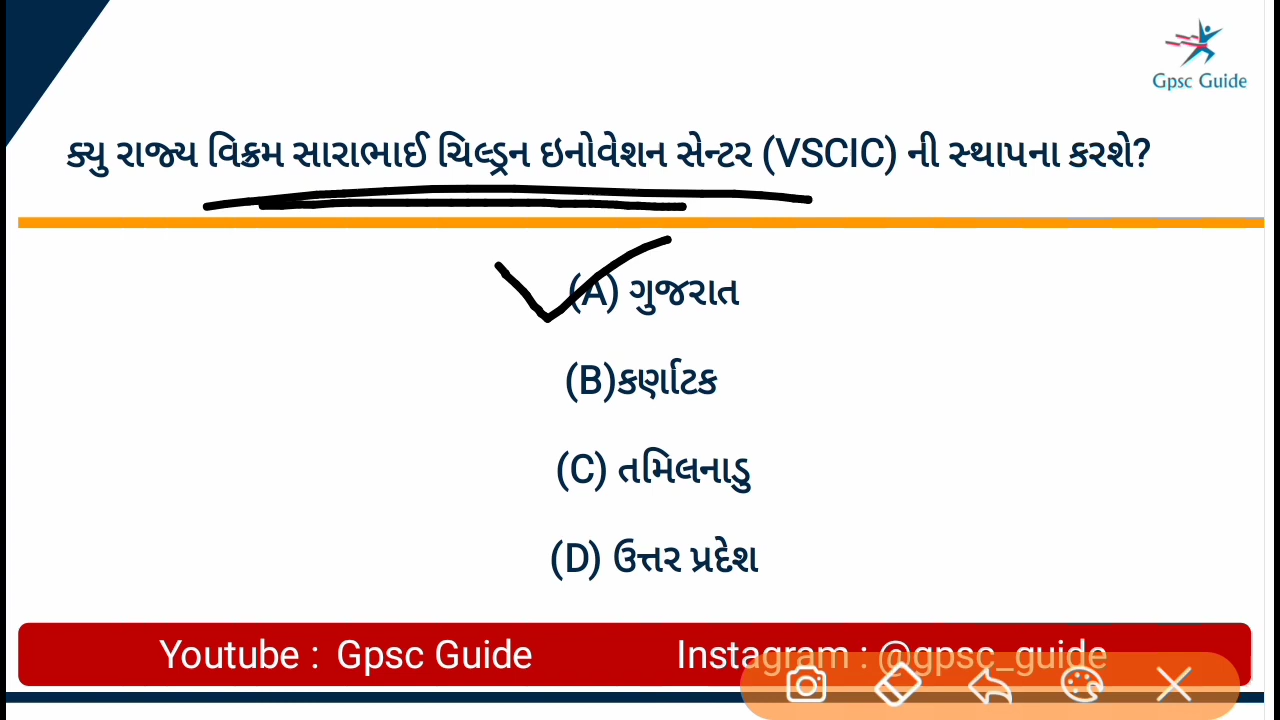 Gpsc Guide
ક્યુ રાજ્ય વિક્રમ સારાભાઈ ચિલ્ડ્રન ઇનોવેશન સેન્ટર (VSCIC) ની સ્થાપના કરશે?
(A) ગુજરાત
(B)કર્ણાટક
(C) તમિલનાડુ
(D) ઉત્તર પ્રદેશ
Youtube : Gpsc Guide Instagram : @gpsc_guide